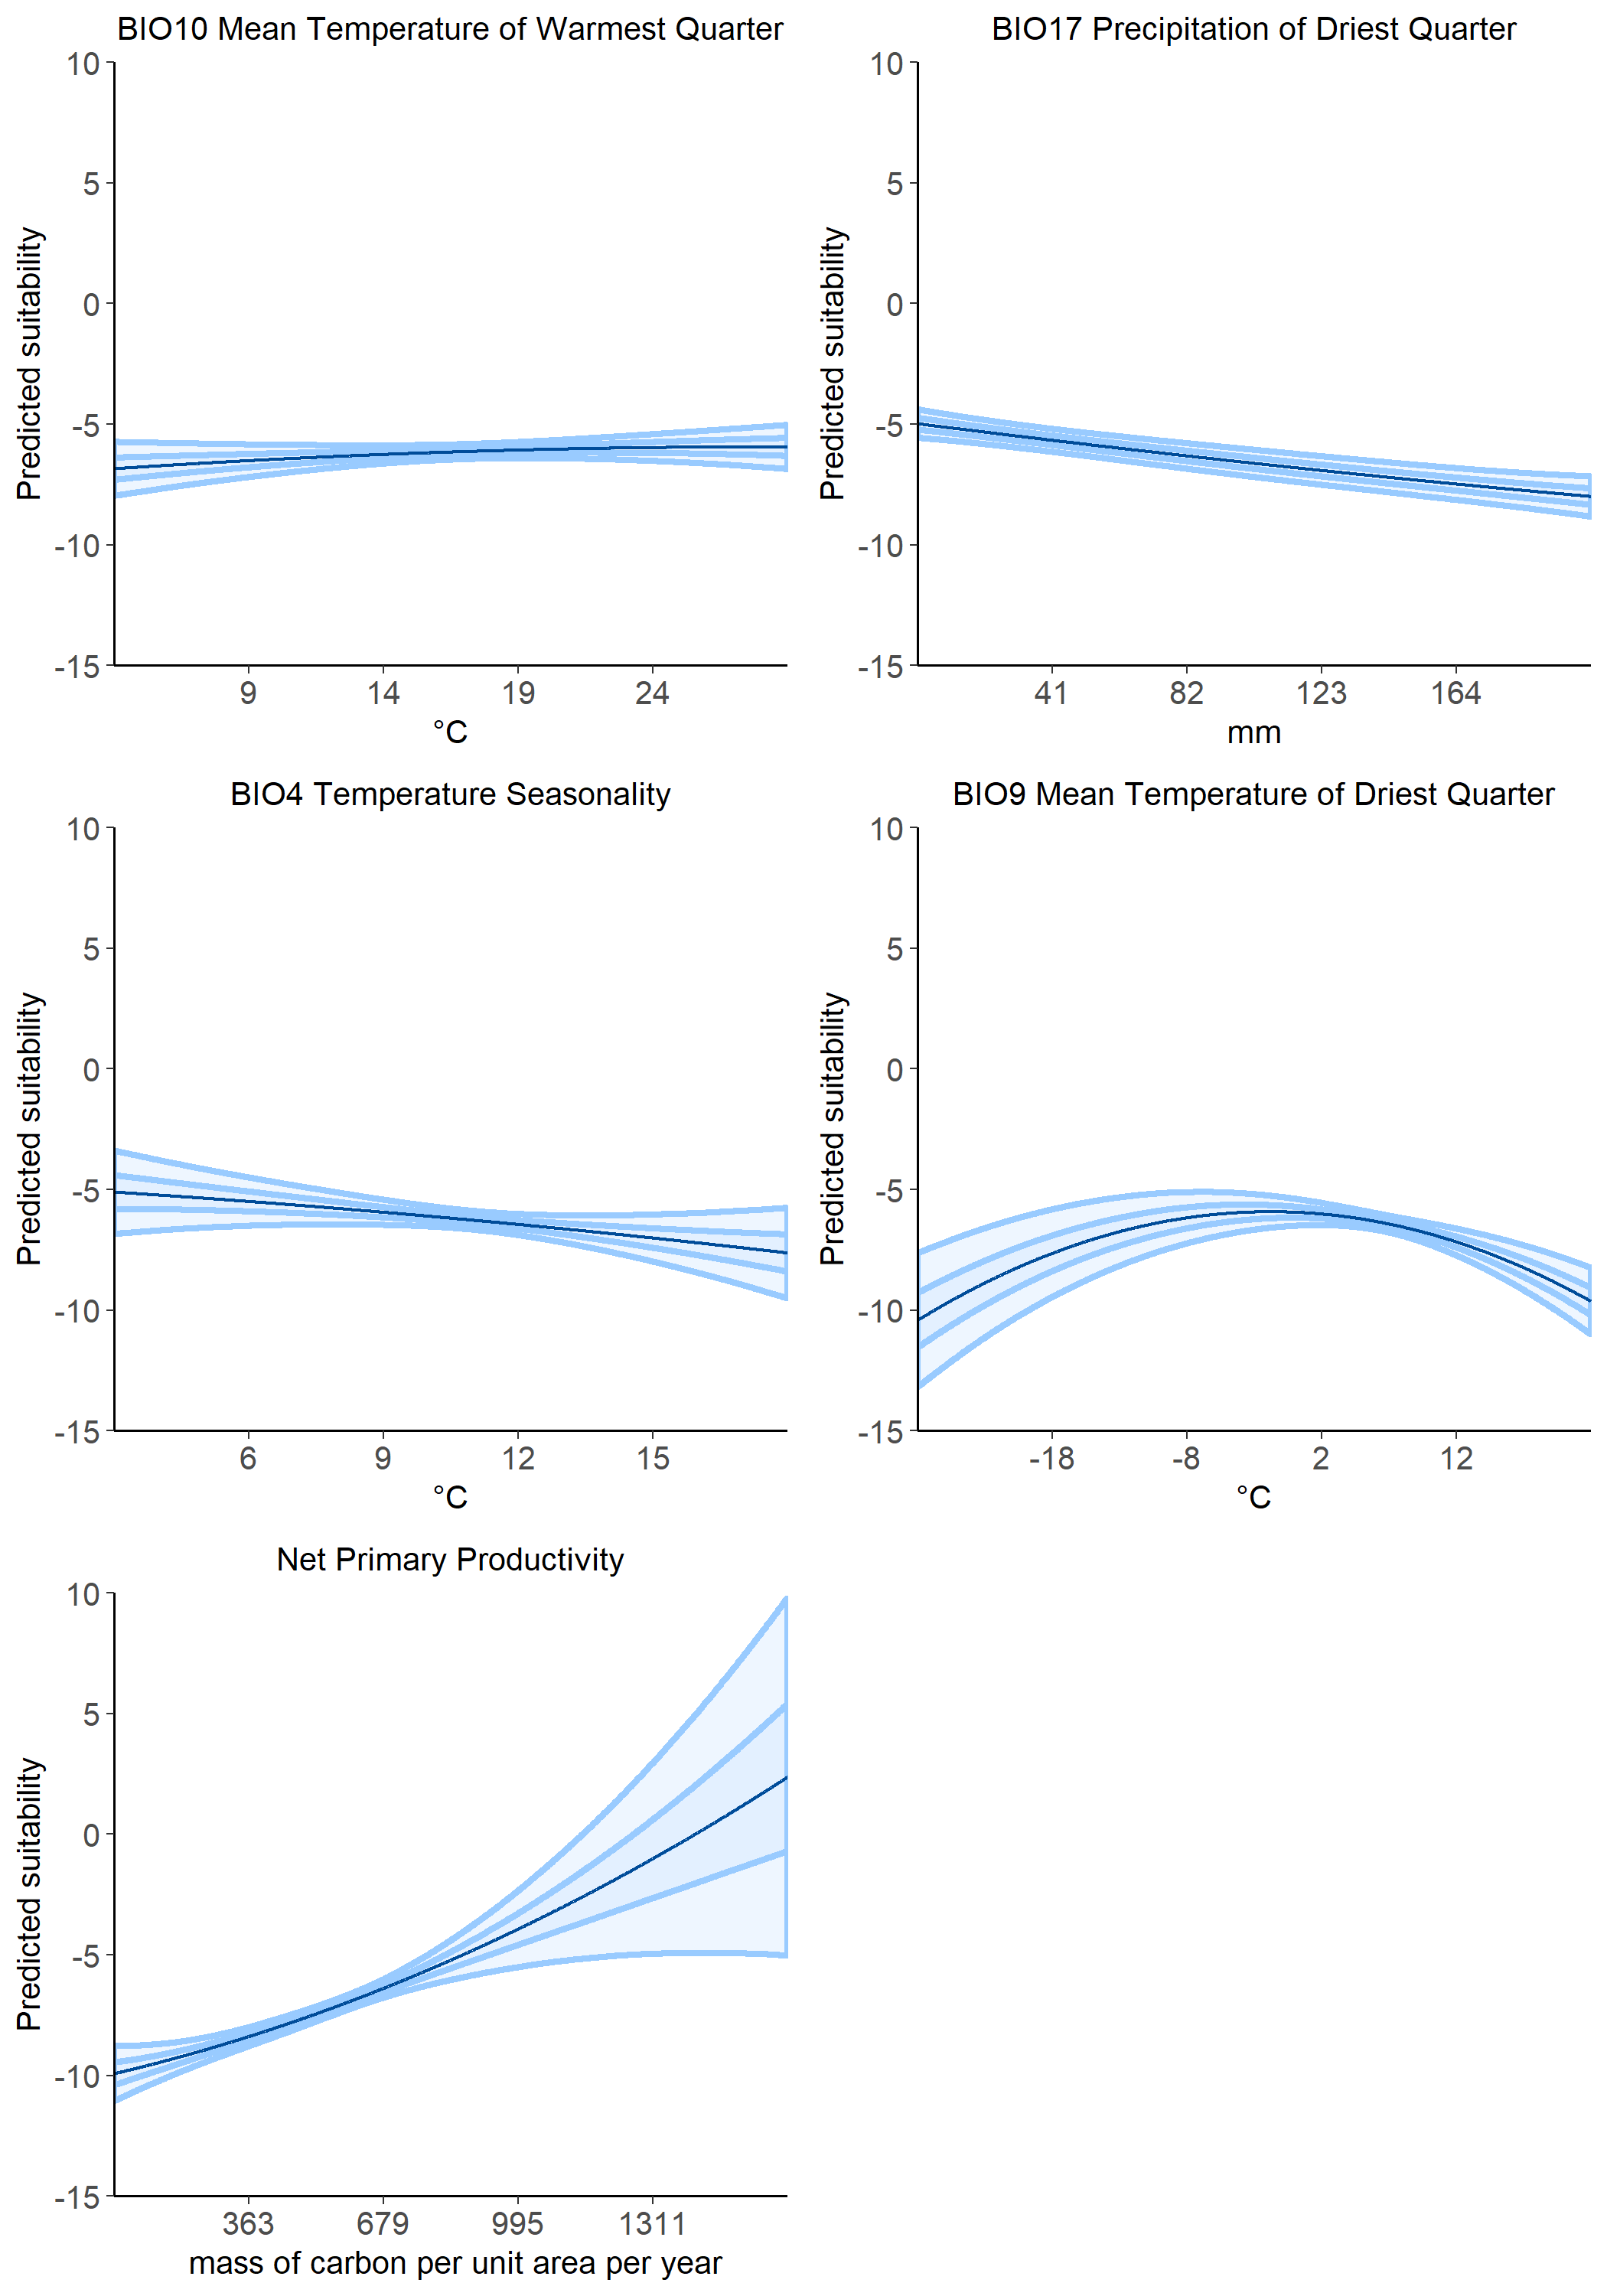 BIO10 Mean Temperature of Warmest Quarter
Predicted suitability
10
5
0
-5
-10
-15
9 14 19 24
°C
BIO17 Precipitation of Driest Quarter
Predicted suitability
10
5
0
-5
-10
-15
41 82 123 164
mm
BIO4 Temperature Seasonality
Predicted suitability
10
5
0
-5
-10
-15
6 9 12 15
°C
BIO9 Mean Temperature of Driest Quarter
Predicted suitability
10
5
0
-5
-10
-15
-18 -8 2 12
°C
Net Primary Productivity
Predicted suitability
10
5
0
-5
-10
-15
363 679 995 1311
mass of carbon per unit area per year